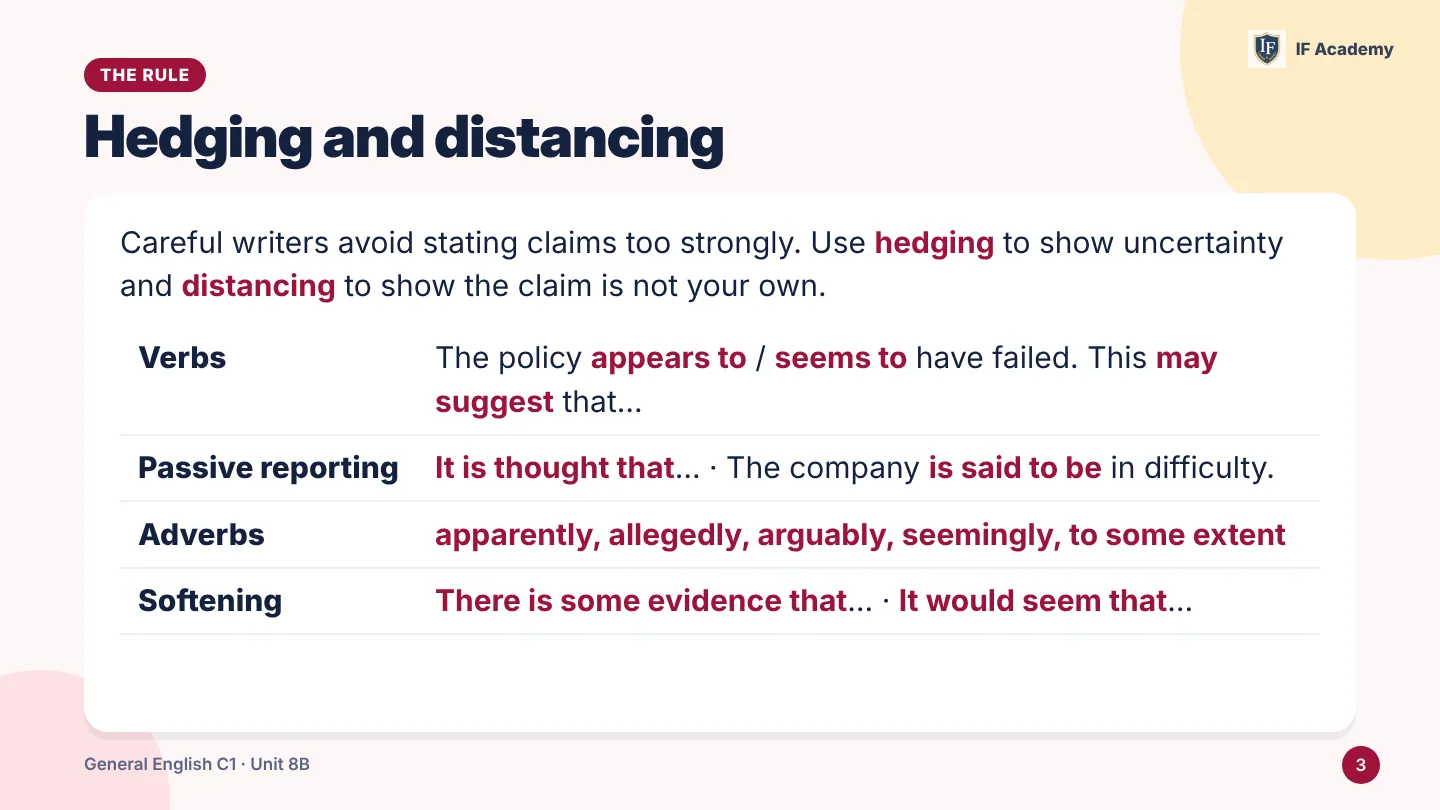 IF IF Academy
THE RULE
Hedging and distancing
Careful writers avoid stating claims too strongly. Use hedging to show uncertainty
and distancing to show the claim is not your own.
Verbs The policy appears to / seems to have failed. This may
suggest that...
Passive reporting It is thought that... · The company is said to be in difficulty.
Adverbs apparently, allegedly, arguably, seemingly, to some extent
Softening There is some evidence that... · It would seem that...
General English C1 · Unit 8B
3